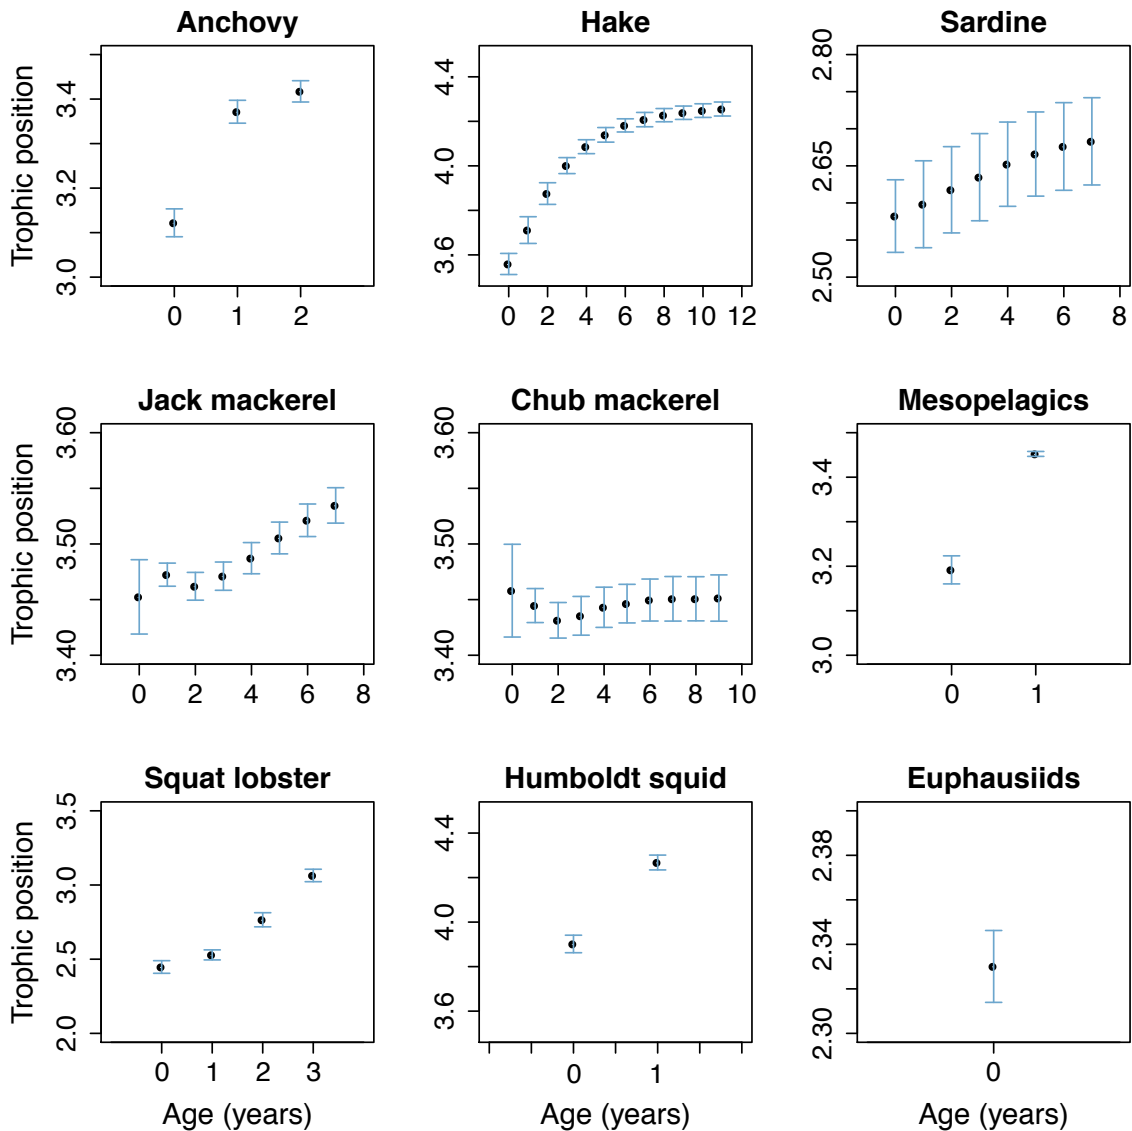 Anchovy
Hake
Sardine
Trophic position
3.0 3.2 3.4
0 1 2
3.6 4.0 4.4
0 2 4 6 8 10 12
2.50 2.65 2.80
0 2 4 6 8
Jack mackerel
Chub mackerel
Mesopelagics
Trophic position
3.40 3.50 3.60
0 2 4 6 8
3.40 3.50 3.60
0 2 4 6 8 10
3.0 3.2 3.4
0 1
Squat lobster
Humboldt squid
Euphausiids
Trophic position
2.0 2.5 3.0 3.5
0 1 2 3
3.6 4.0 4.4
0 1
2.30 2.34 2.38
0
Age (years)
Age (years)
Age (years)